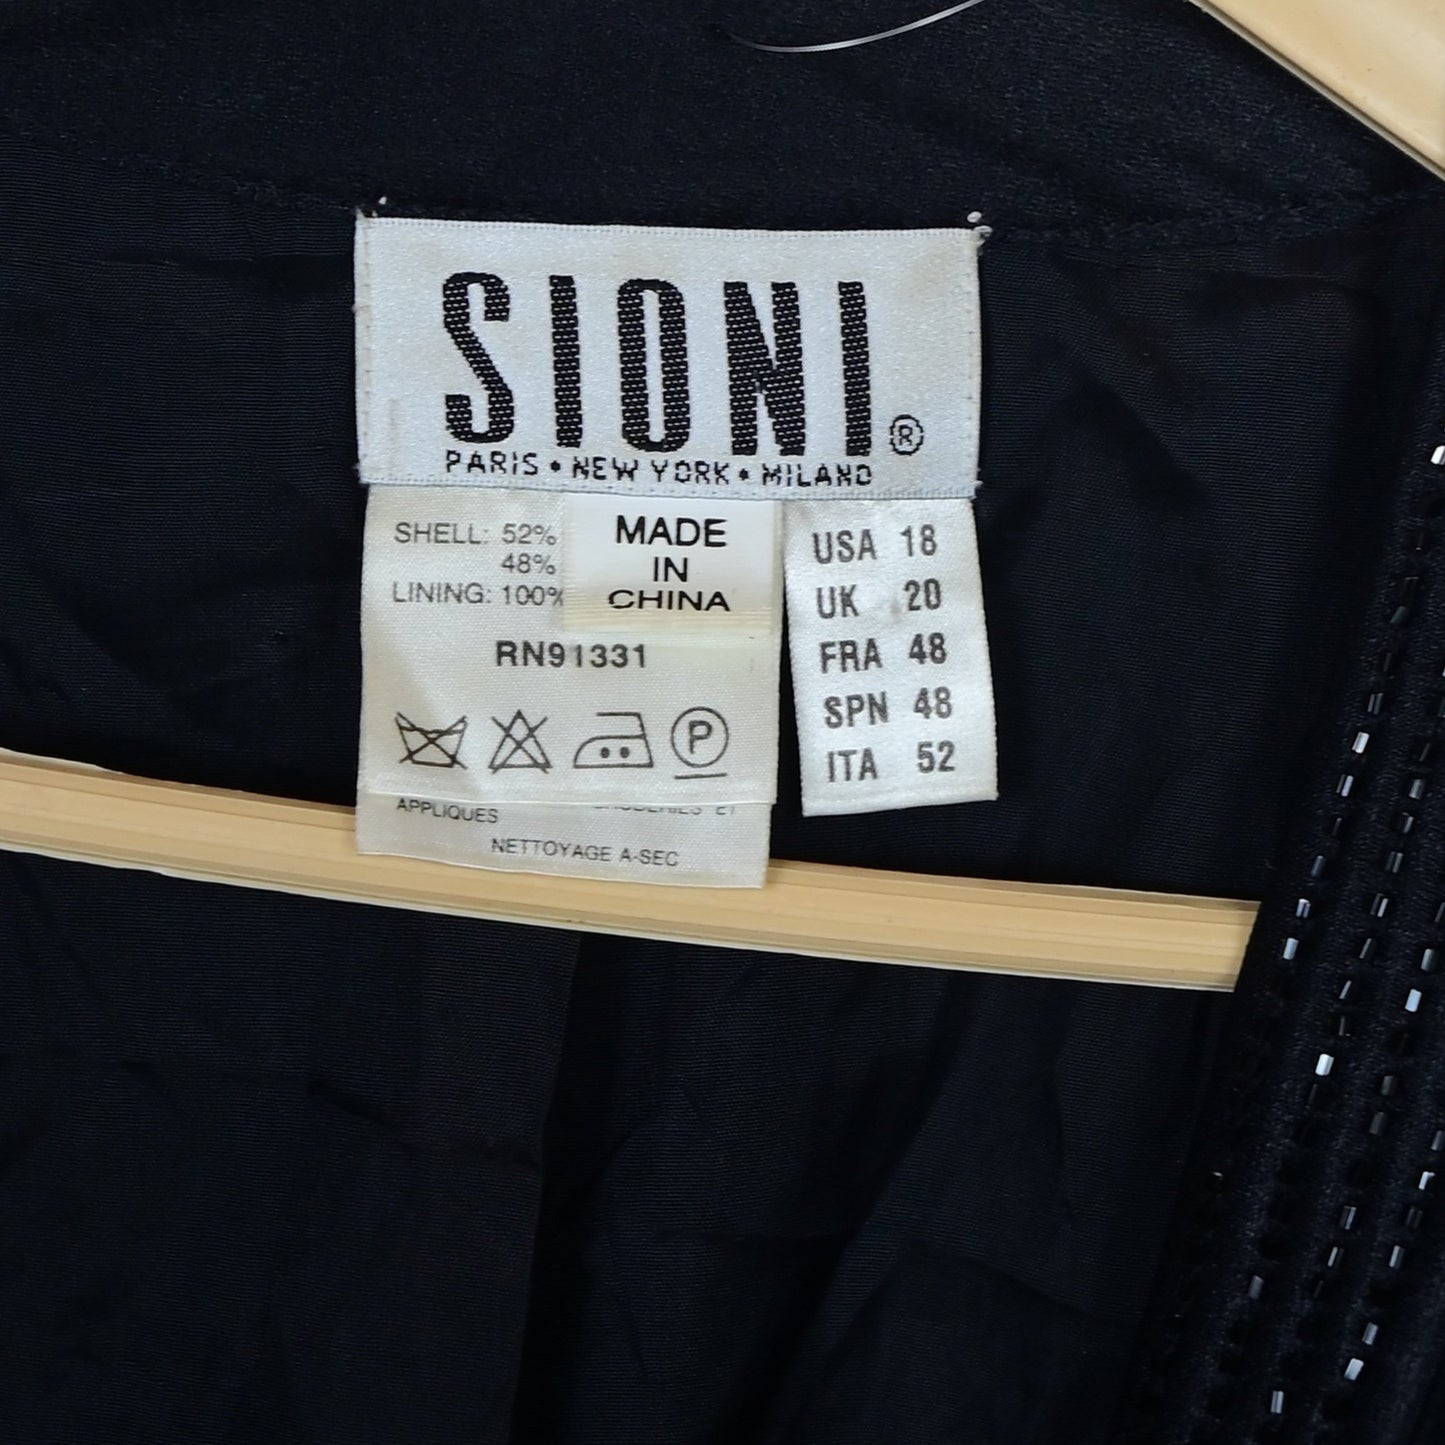 SIONI®
PARIS • NEW YORK • MILANO
SHELL: 52%
48%
LINING: 100%
RN91331
P
APPLIQUES
NETTOYAGE A-SEC
MADE
IN
CHINA
USA 18
UK 20
FRA 48
SPN 48
ITA 52